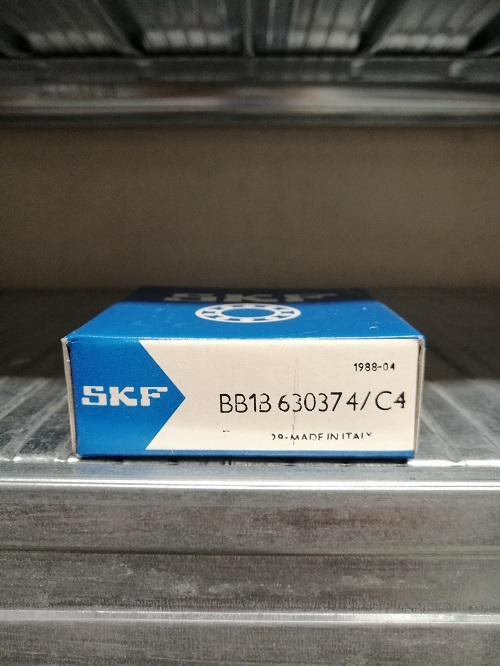 SKF
SKF
1988-04
BB1B 630374/C4
29-MADE IN ITALY